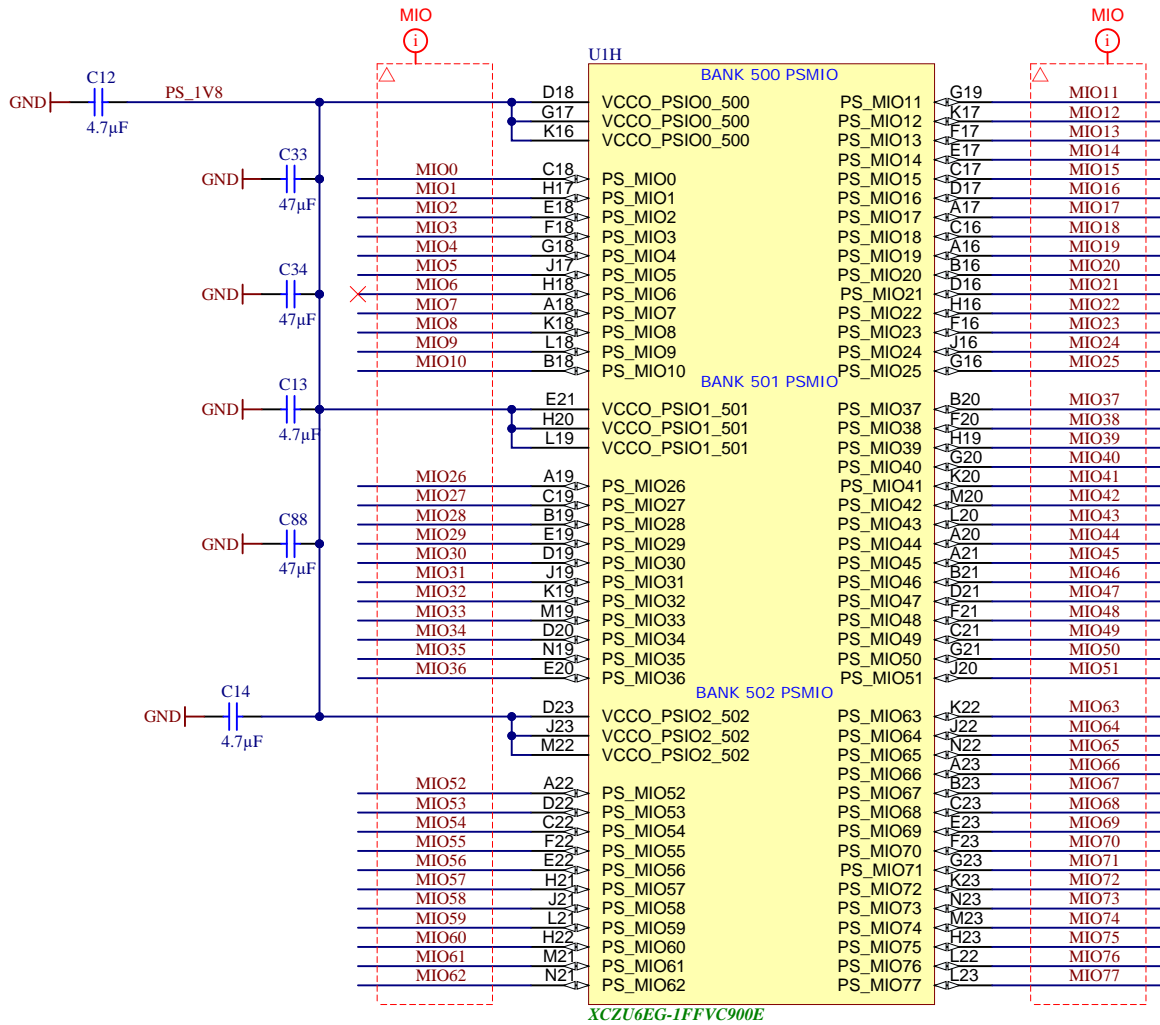 MIO
i
MIO
i
U1H
BANK 500 PSMIO
C12
GND
4.7µF
PS_1V8
D18 VCCO_PSIO0_500
G17 VCCO_PSIO0_500
K16 VCCO_PSIO0_500
C33
GND
47µF
MIO0 C18 PS_MIO0
MIO1 H17 PS_MIO1
MIO2 E18 PS_MIO2
MIO3 F18 PS_MIO3
MIO4 G18 PS_MIO4
MIO5 J17 PS_MIO5
MIO6 H18 PS_MIO6
MIO7 A18 PS_MIO7
MIO8 K18 PS_MIO8
MIO9 L18 PS_MIO9
MIO10 B18 PS_MIO10
C34
GND
47µF
PS_MIO11 G19 MIO11
PS_MIO12 K17 MIO12
PS_MIO13 F17 MIO13
PS_MIO14 E17 MIO14
PS_MIO15 C17 MIO15
PS_MIO16 D17 MIO16
PS_MIO17 A17 MIO17
PS_MIO18 C16 MIO18
PS_MIO19 A16 MIO19
PS_MIO20 B16 MIO20
PS_MIO21 D16 MIO21
PS_MIO22 H16 MIO22
PS_MIO23 F16 MIO23
PS_MIO24 J16 MIO24
PS_MIO25 G16 MIO25
BANK 501 PSMIO
C13
GND
4.7µF
E21 VCCO_PSIO1_501
H20 VCCO_PSIO1_501
L19 VCCO_PSIO1_501
MIO26 A19 PS_MIO26
MIO27 C19 PS_MIO27
MIO28 B19 PS_MIO28
MIO29 E19 PS_MIO29
MIO30 D19 PS_MIO30
MIO31 J19 PS_MIO31
MIO32 K19 PS_MIO32
MIO33 M19 PS_MIO33
MIO34 D20 PS_MIO34
MIO35 N19 PS_MIO35
MIO36 E20 PS_MIO36
C88
GND
47µF
PS_MIO37 B20 MIO37
PS_MIO38 F20 MIO38
PS_MIO39 H19 MIO39
PS_MIO40 G20 MIO40
PS_MIO41 K20 MIO41
PS_MIO42 M20 MIO42
PS_MIO43 L20 MIO43
PS_MIO44 A20 MIO44
PS_MIO45 A21 MIO45
PS_MIO46 B21 MIO46
PS_MIO47 D21 MIO47
PS_MIO48 F21 MIO48
PS_MIO49 C21 MIO49
PS_MIO50 G21 MIO50
PS_MIO51 J20 MIO51
BANK 502 PSMIO
C14
GND
4.7µF
D23 VCCO_PSIO2_502
J23 VCCO_PSIO2_502
M22 VCCO_PSIO2_502
MIO52 A22 PS_MIO52
MIO53 D22 PS_MIO53
MIO54 C22 PS_MIO54
MIO55 F22 PS_MIO55
MIO56 E22 PS_MIO56
MIO57 H21 PS_MIO57
MIO58 J21 PS_MIO58
MIO59 L21 PS_MIO59
MIO60 H22 PS_MIO60
MIO61 M21 PS_MIO61
MIO62 N21 PS_MIO62
PS_MIO63 K22 MIO63
PS_MIO64 J22 MIO64
PS_MIO65 N22 MIO65
PS_MIO66 A23 MIO66
PS_MIO67 B23 MIO67
PS_MIO68 C23 MIO68
PS_MIO69 E23 MIO69
PS_MIO70 F23 MIO70
PS_MIO71 G23 MIO71
PS_MIO72 K23 MIO72
PS_MIO73 N23 MIO73
PS_MIO74 M23 MIO74
PS_MIO75 H23 MIO75
PS_MIO76 L22 MIO76
PS_MIO77 L23 MIO77
XCZU6EG-1FFVC900E